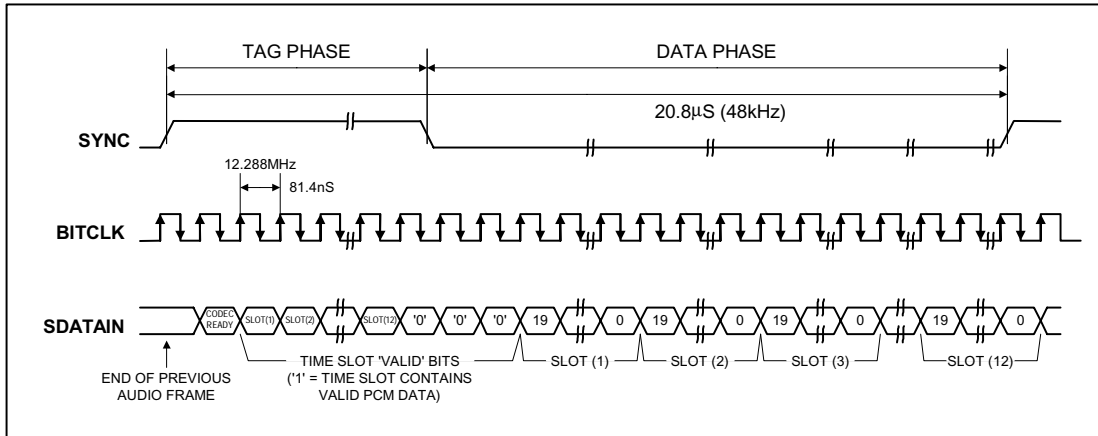 TAG PHASE
DATA PHASE
20.8µS (48kHz)
SYNC
12.288MHz
81.4nS
BITCLK
SDATAIN
CODEC
READY
SLOT(1)
SLOT(2)
SLOT(12)
'0'
'0'
'0'
19
0
19
0
19
0
19
0
END OF PREVIOUS
AUDIO FRAME
TIME SLOT 'VALID' BITS
('1' = TIME SLOT CONTAINS
VALID PCM DATA)
SLOT (1)
SLOT (2)
SLOT (3)
SLOT (12)